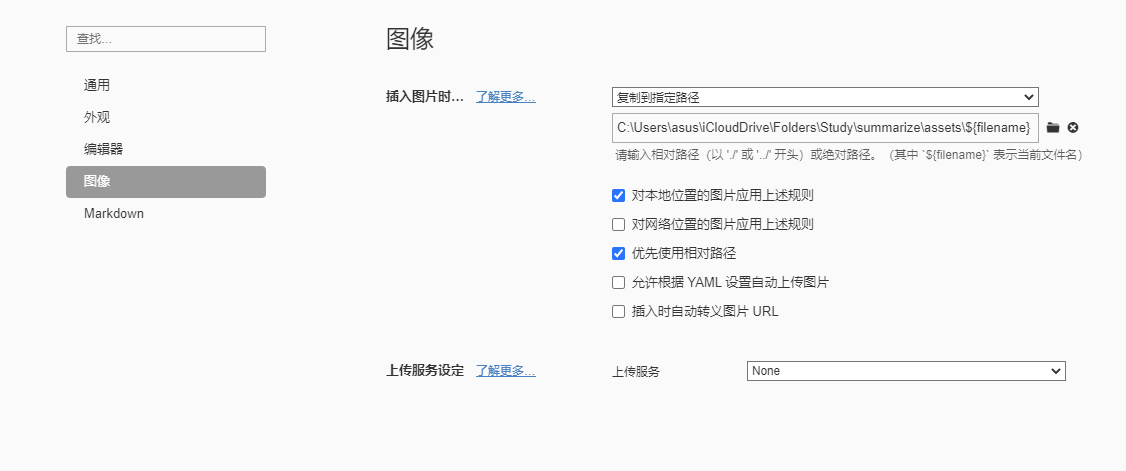 查找...
图像
通用
外观
编辑器
图像
Markdown
插入图片时... 了解更多... 复制到指定路径
C:\Users\asus\iCloudDrive\Folders\Study\summarize\assets\${filename}
请输入相对路径（以 './' 或 '../' 开头）或绝对路径。（其中 `${filename}` 表示当前文件名）
对本地位置的图片应用上述规则
对网络位置的图片应用上述规则
优先使用相对路径
允许根据 YAML 设置自动上传图片
插入时自动转义图片 URL
上传服务设定 了解更多... 上传服务 None